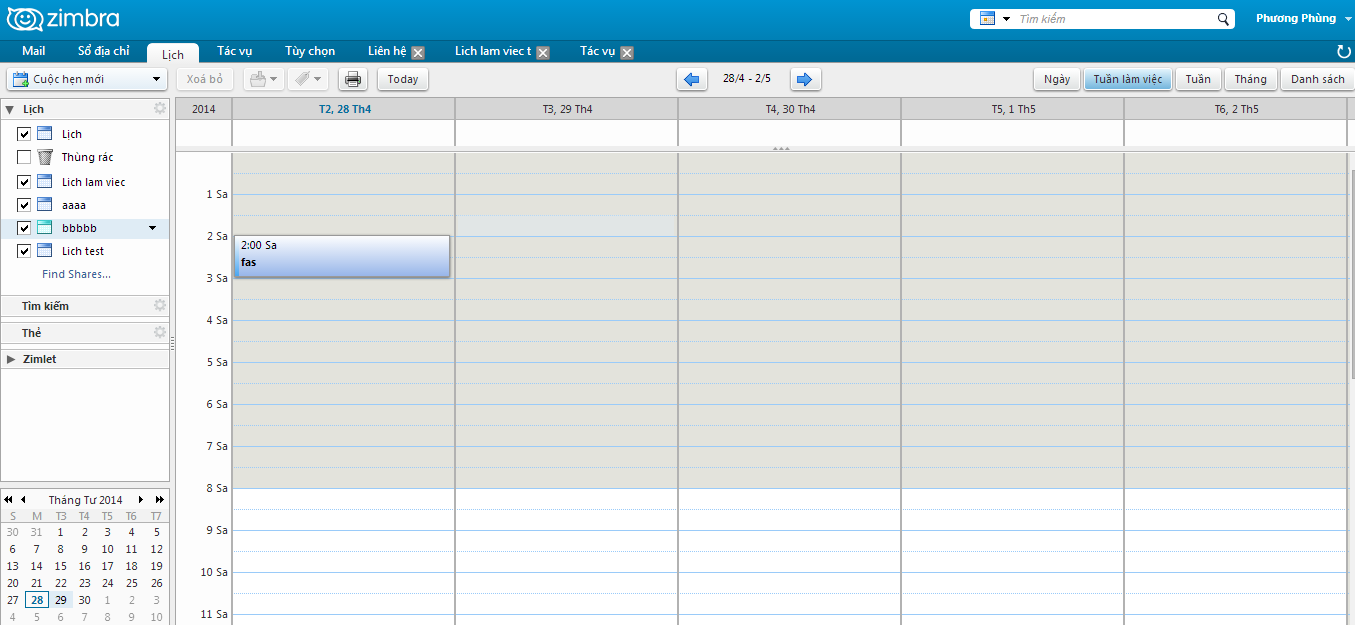 zimbra
Tìm kiếm
Phương Phùng
Mail Sổ địa chỉ Lịch Tác vụ Tùy chọn Liên hệ Lich lam viec t Tác vụ
Cuộc hẹn mới Xoá bỏ Today 28/4 - 2/5 Ngày Tuần làm việc Tuần Tháng Danh sách
Lịch
Lịch
Thùng rác
Lich lam viec
aaaa
bbbbb
Lich test
Find Shares...
Tìm kiếm
Thẻ
Zimlet
Tháng Tư 2014
S M T3 T4 T5 T6 T7
30 31 1 2 3 4 5
6 7 8 9 10 11 12
13 14 15 16 17 18 19
20 21 22 23 24 25 26
27 28 29 30 1 2 3
4 5 6 7 8 9 10
2014 T2, 28 Th4 T3, 29 Th4 T4, 30 Th4 T5, 1 Th5 T6, 2 Th5
1 Sa
2 Sa
2:00 Sa
fas
3 Sa
4 Sa
5 Sa
6 Sa
7 Sa
8 Sa
9 Sa
10 Sa
11 Sa